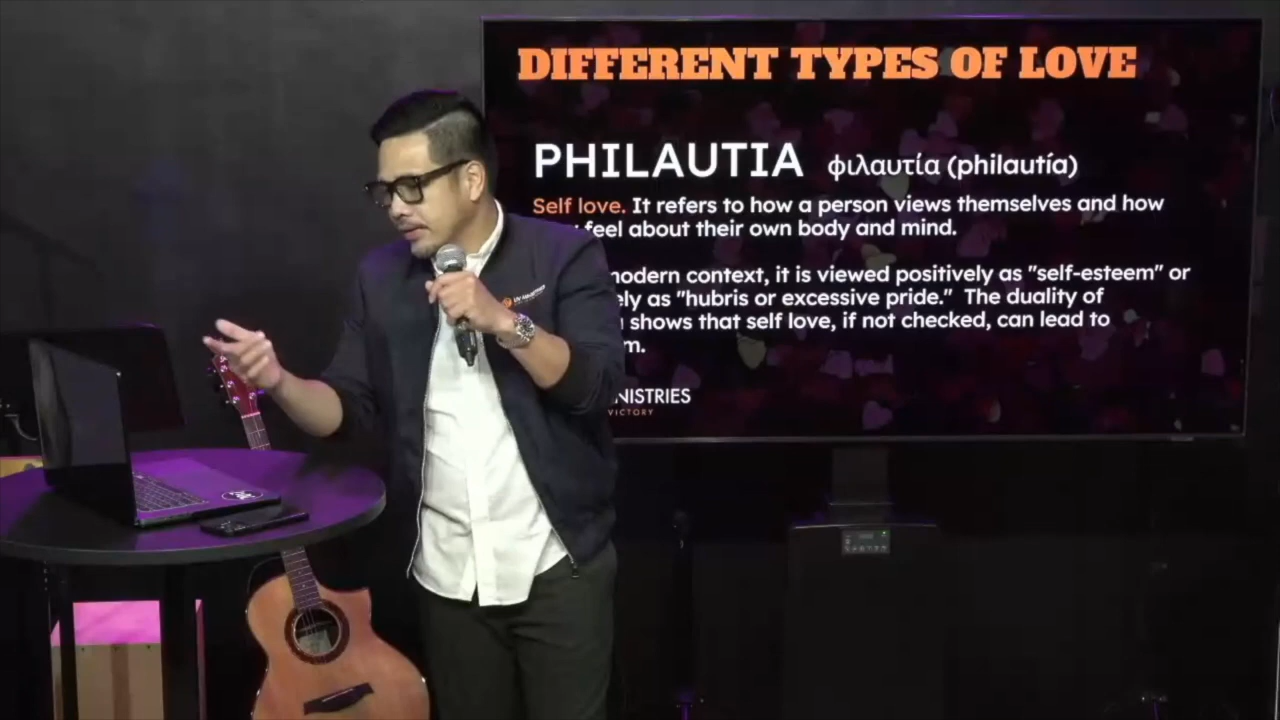 DIFFERENT TYPES OF LOVE
PHILAUTIA φιλαυτία (philautía)
Self love. It refers to how a person views themselves and how
feel about their own body and mind.
modern context, it is viewed positively as "self-esteem" or
"hubris or excessive pride." The duality of
shows that self love, if not checked, can lead to
VICTORY